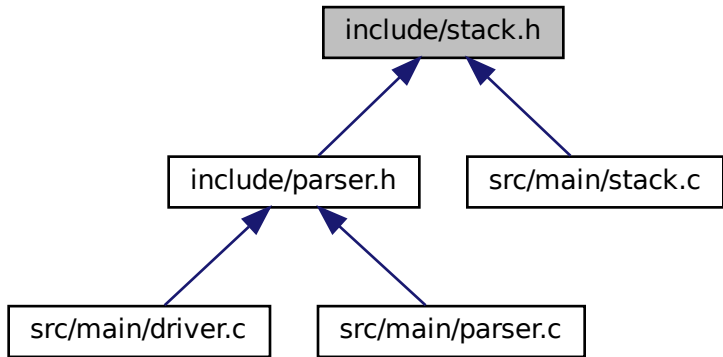 include/stack.h
include/parser.h
src/main/stack.c
src/main/driver.c
src/main/parser.c